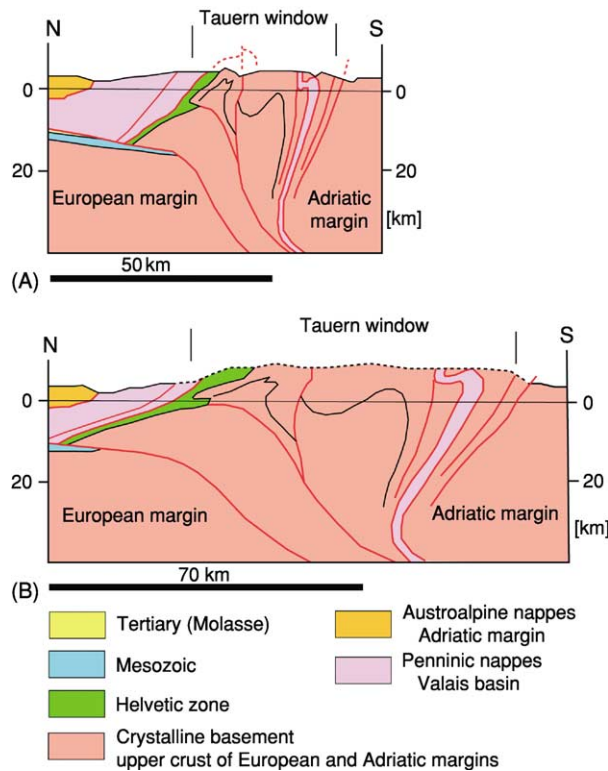 Tauern window
N
S
0
0
20
20
European margin
Adriatic
margin
[km]
(A)
50 km
Tauern window
N
S
0
0
20
20
European margin
Adriatic margin
[km]
(B)
70 km
Tertiary (Molasse)
Mesozoic
Helvetic zone
Crystalline basement
upper crust of European and Adriatic margins
Austroalpine nappes
Adriatic margin
Penninic nappes
Valais basin